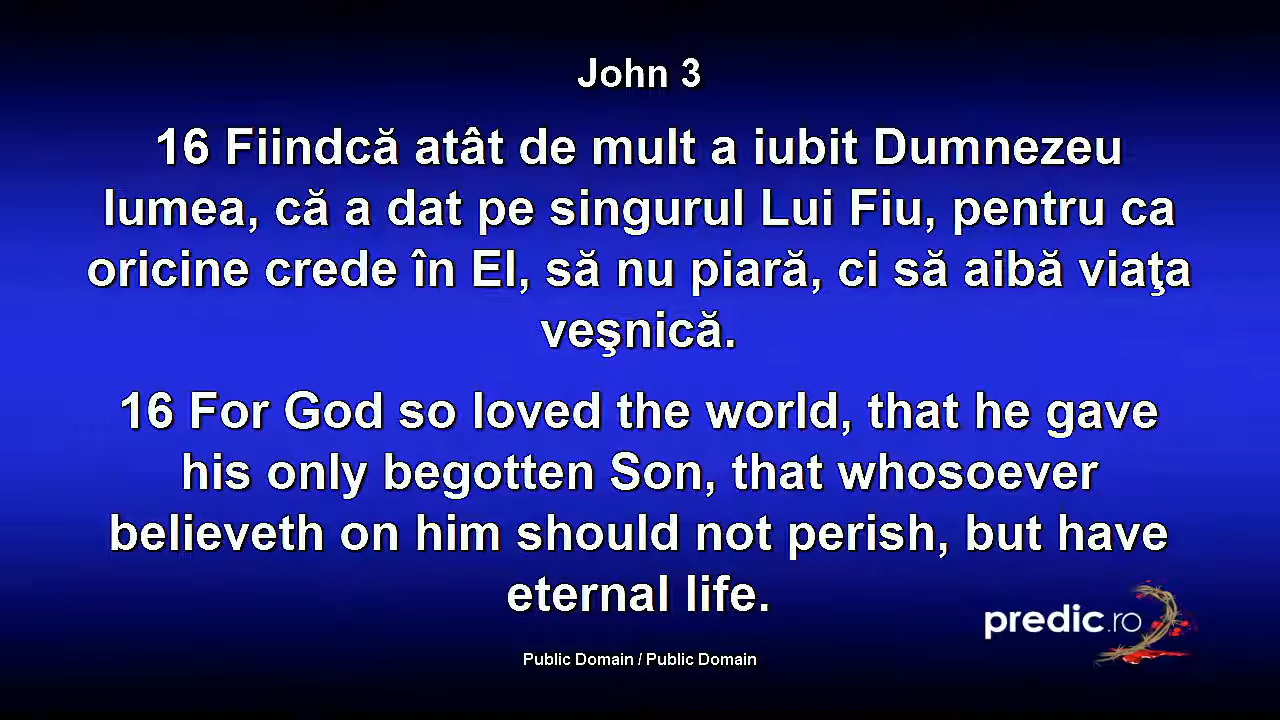 John 3
16 Fiindcă atât de mult a iubit Dumnezeu
lumea, că a dat pe singurul Lui Fiu, pentru ca
oricine crede în El, să nu piară, ci să aibă viaţa
veşnică.
16 For God so loved the world, that he gave
his only begotten Son, that whosoever
believeth on him should not perish, but have
eternal life.
predic.ro
Public Domain / Public Domain